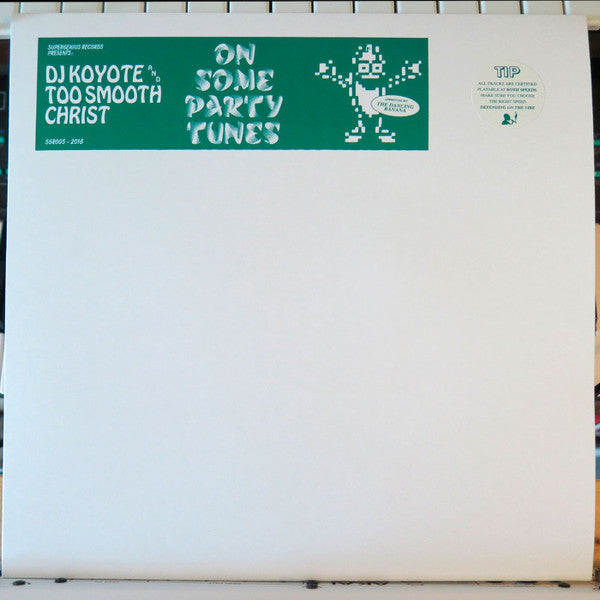 SUPERGENIUS RECORDS
PRESENTS:
DJ KOYOTE AND
TOO SMOOTH
CHRIST
SGR005 - 2016
ON
SOME
PARTY
TUNES
APPROVED BY
THE DANCING
BANANA
TIP
ALL TRACKS ARE CERTIFIED
PLAYABLE AT BOTH SPEEDS.
MAKE SURE YOU CHOOSE
THE RIGHT SPEED
DEPENDING ON THE VIBE